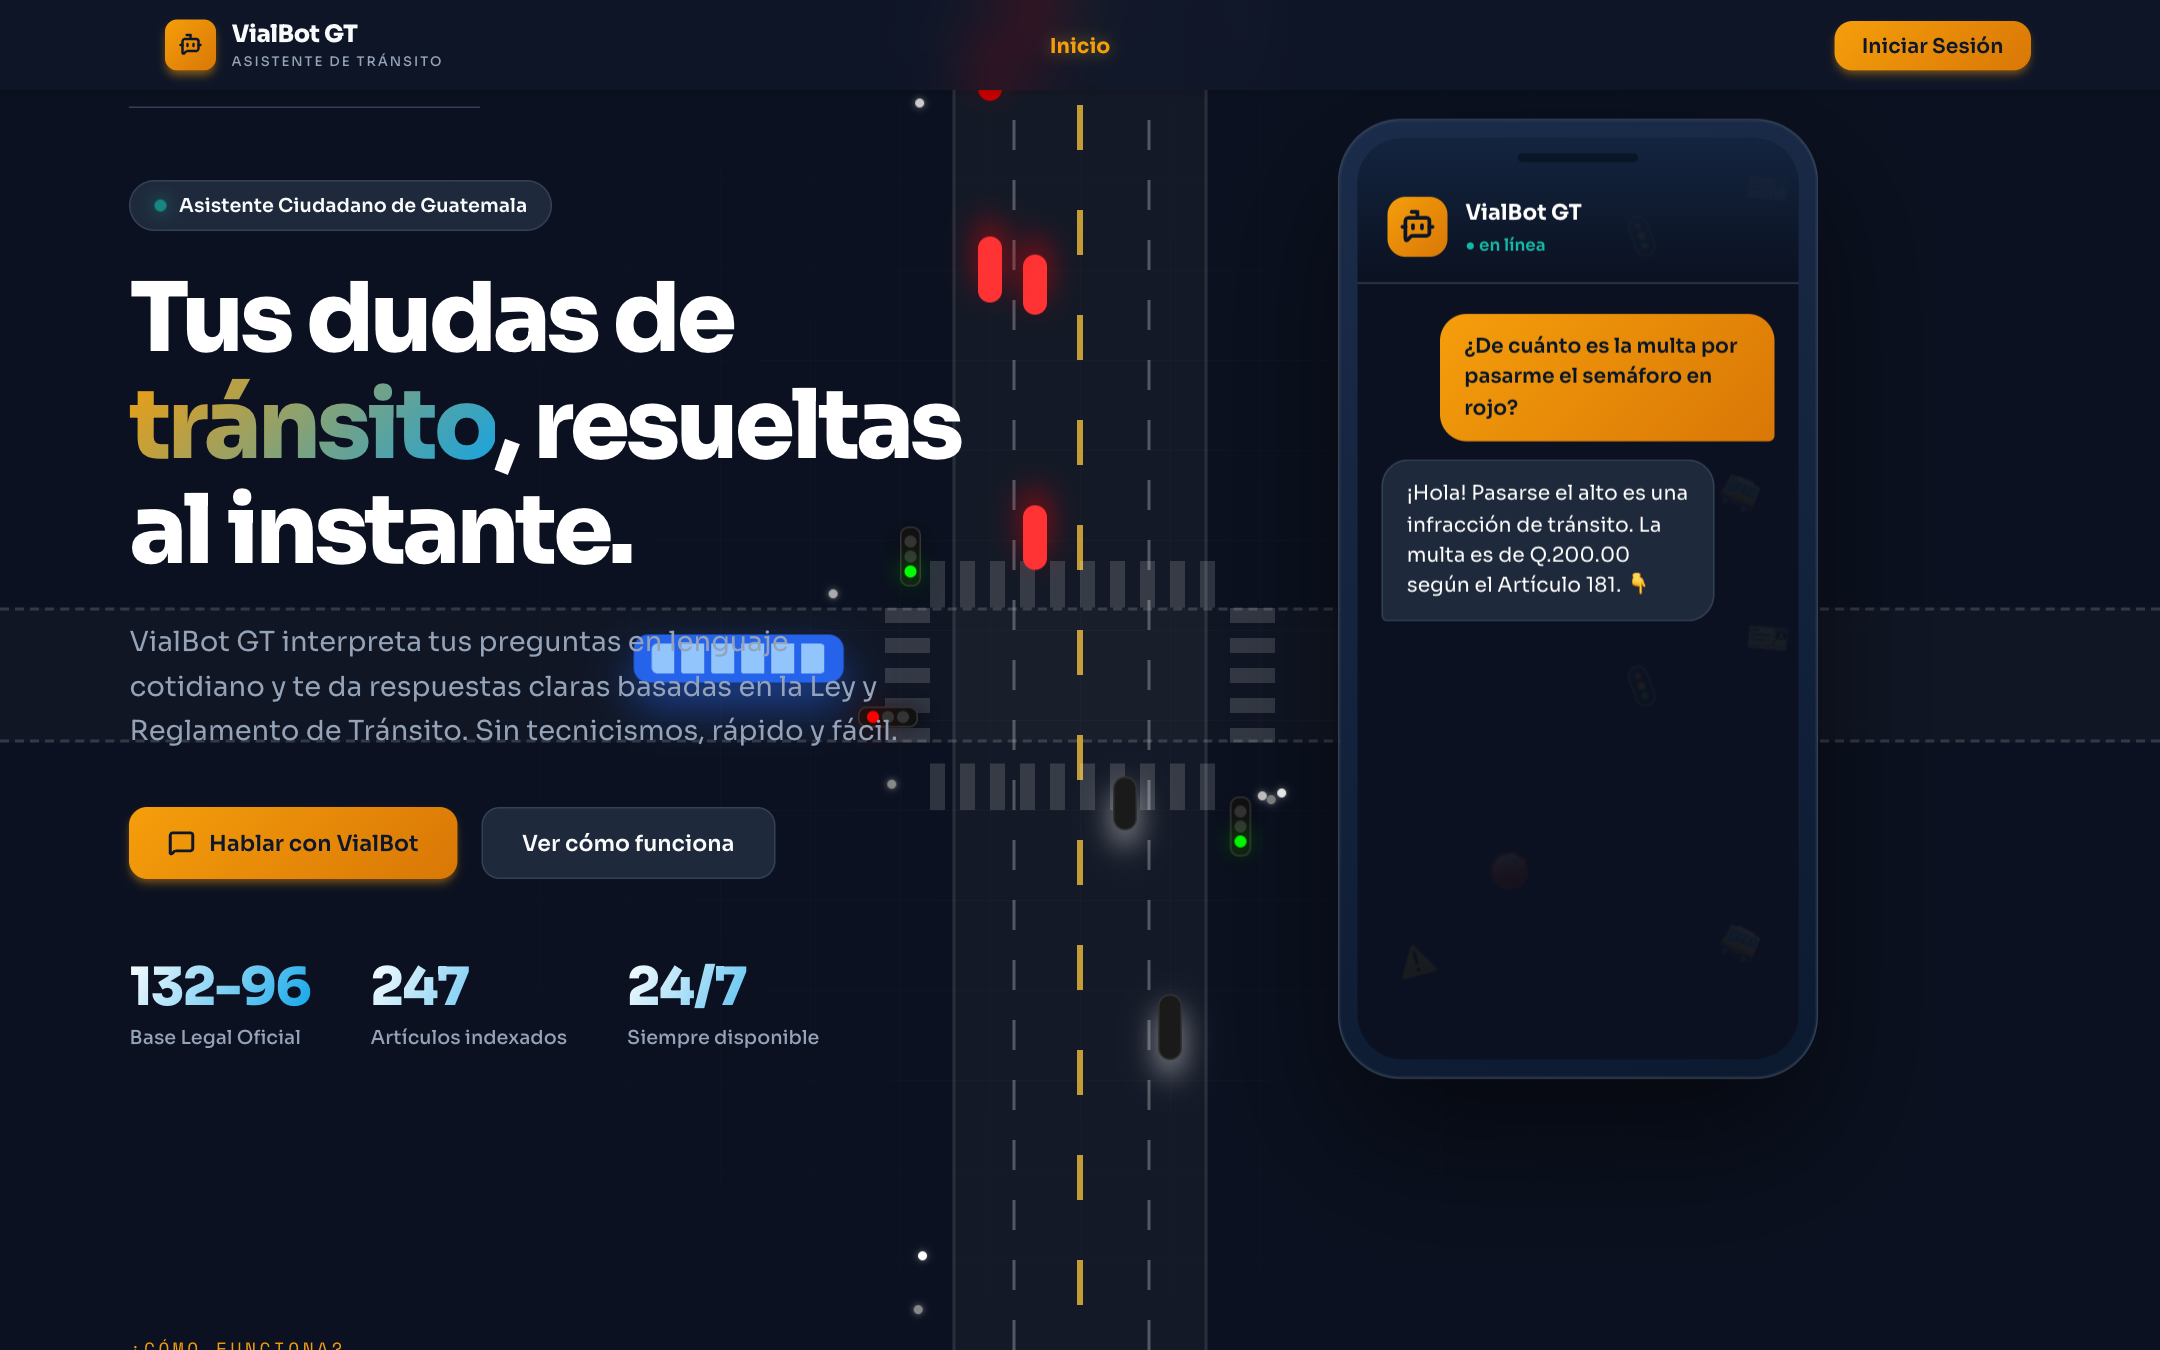 VialBot GT
ASISTENTE DE TRÁNSITO
Inicio
Iniciar Sesión
Asistente Ciudadano de Guatemala
Tus dudas de
tránsito, resueltas
al instante.
VialBot GT interpreta tus preguntas en lenguaje
cotidiano y te da respuestas claras basadas en la Ley y
Reglamento de Tránsito. Sin tecnicismos, rápido y fácil.
Hablar con VialBot
Ver cómo funciona
132-96
Base Legal Oficial
247
Artículos indexados
24/7
Siempre disponible
VialBot GT
● en línea
¿De cuánto es la multa por
pasarme el semáforo en
rojo?
¡Hola! Pasarse el alto es una
infracción de tránsito. La
multa es de Q.200.00
según el Artículo 181. 👇
¿CÓMO FUNCIONA?